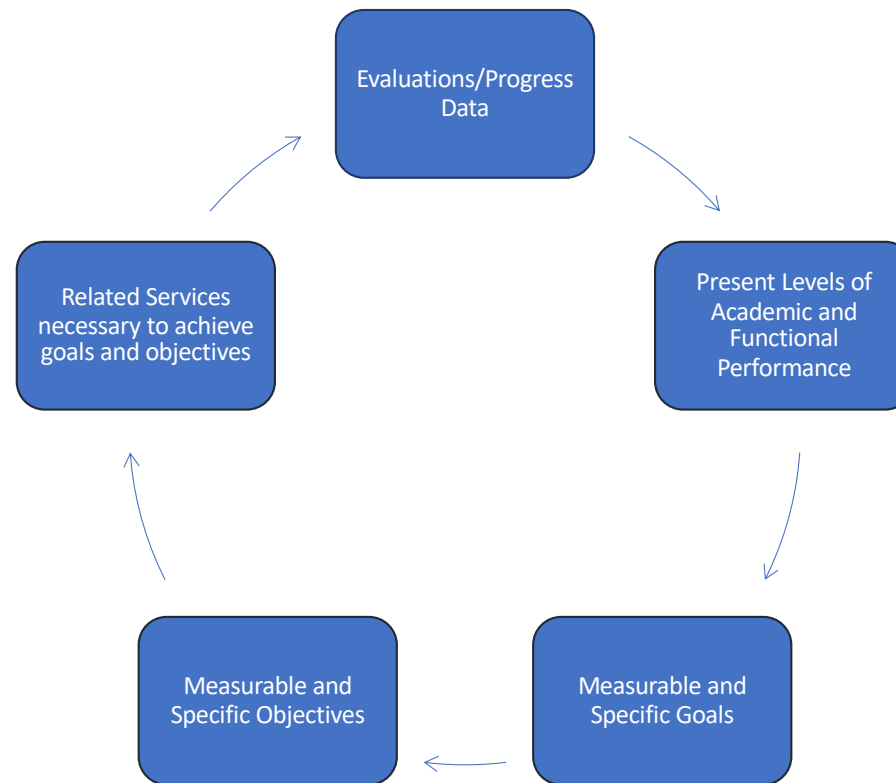 Evaluations/Progress
Data
Present Levels of
Academic and
Functional
Performance
Measurable and
Specific Goals
Measurable and
Specific Objectives
Related Services
necessary to achieve
goals and objectives